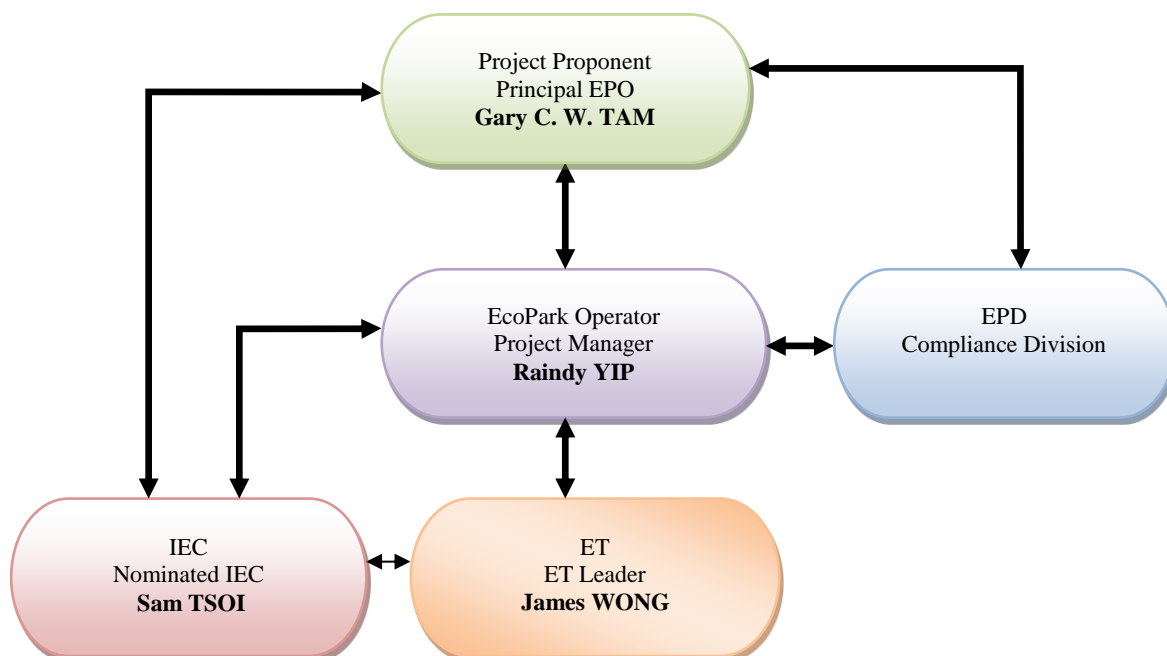 Project Proponent
Principal EPO
Gary C. W. TAM
EcoPark Operator
Project Manager
Raindy YIP
EPD
Compliance Division
IEC
Nominated IEC
Sam TSOI
ET
ET Leader
James WONG